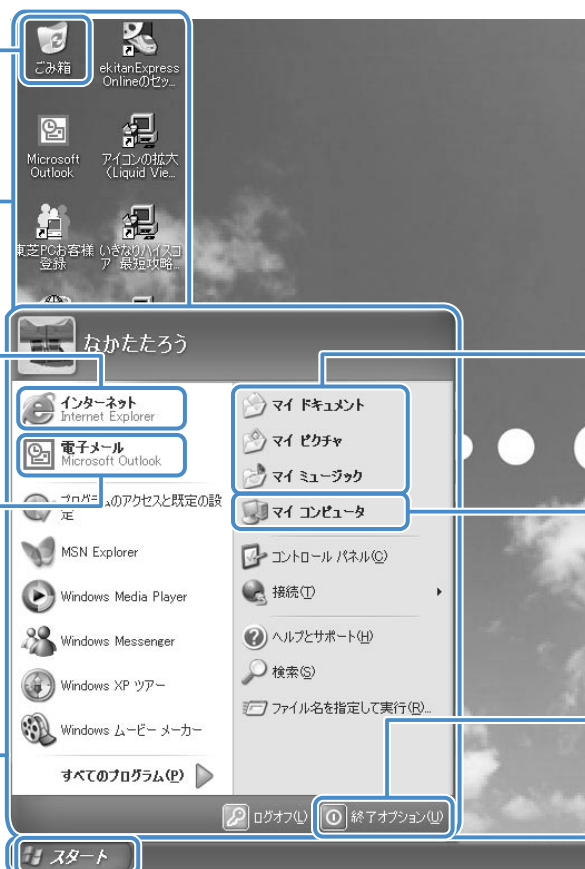 ごみ箱
ekitanExpress
Onlineのセッ...
Microsoft
Outlook
アイコンの拡大
(Liquid Vie...
東芝PCお客様
登録
いきなりハイスコ
ア 最短攻略...
なかたたろう
インターネット
Internet Explorer
電子メール
Microsoft Outlook
プログラムのアクセスと既定の設
定
MSN Explorer
Windows Media Player
Windows Messenger
Windows XP ツアー
Windows ムービー メーカー
すべてのプログラム(P)
マイ ドキュメント
マイ ピクチャ
マイ ミュージック
マイ コンピュータ
コントロール パネル(C)
接続(T)
ヘルプとサポート(H)
検索(S)
ファイル名を指定して実行(R)...
ログオフ(L)
終了オプション(U)
スタート